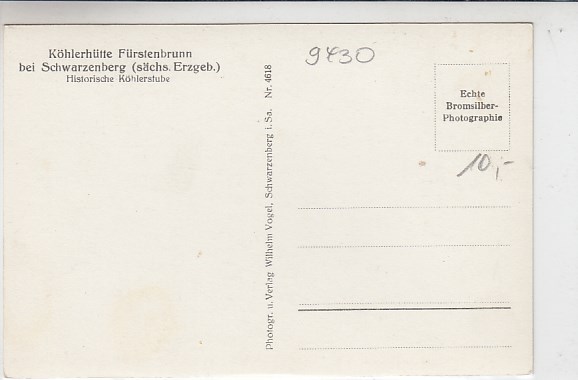 Köhlerhütte Fürstenbrunn
bei Schwarzenberg (sächs. Erzgeb.)
Historische Köhlerstube
9430
Photogr. u. Verlag Wilhelm Vogel, Schwarzenberg i. Sa. Nr. 4618
Echte
Bromsilber-
Photographie
10,-